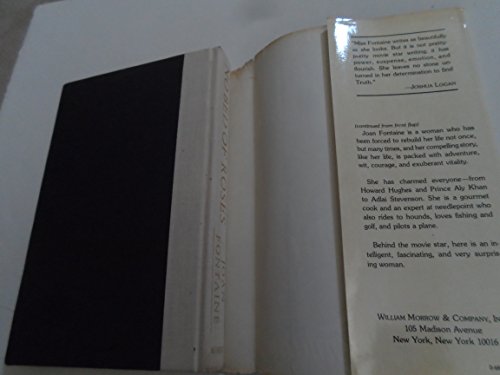 NO BED OF ROSES JOAN
FONTAINE
"Miss Fontaine writes as beautifully
as she looks. But it is not pretty-
pretty movie star writing, it has
power, suspense, emotion, and
flourish. She leaves no stone un-
turned in her determination to find
Truth."
—JOSHUA LOGAN
(continued from front flap)
Joan Fontaine is a woman who has
been forced to rebuild her life not once,
but many times, and her compelling story,
like her life, is packed with adventure,
wit, courage, and exuberant vitality.
She has charmed everyone—from
Howard Hughes and Prince Aly Khan
to Adlai Stevenson. She is a gourmet
cook and an expert at needlepoint who
also rides to hounds, loves fishing and
golf, and pilots a plane.
Behind the movie star, here is an in-
telligent, fascinating, and very surpris
ing woman.
WILLIAM MORROW & COMPANY, IN
105 Madison Avenue
New York, New York 10016